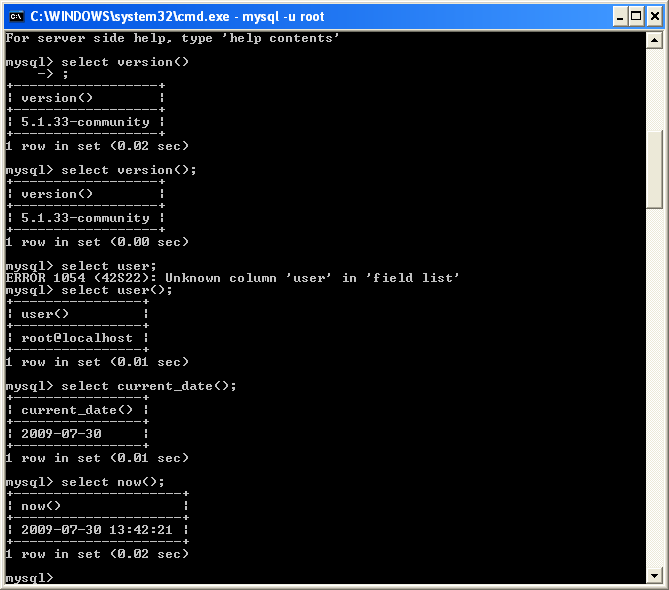 C:\WINDOWS\system32\cmd.exe - mysql -u root
For server side help, type 'help contents'
mysql> select version()
    -> ;
+------------------+
| version()        |
+------------------+
| 5.1.33-community |
+------------------+
1 row in set (0.02 sec)
mysql> select version();
+------------------+
| version()        |
+------------------+
| 5.1.33-community |
+------------------+
1 row in set (0.00 sec)
mysql> select user;
ERROR 1054 (42S22): Unknown column 'user' in 'field list'
mysql> select user();
+----------------+
| user()         |
+----------------+
| root@localhost |
+----------------+
1 row in set (0.01 sec)
mysql> select current_date();
+----------------+
| current_date() |
+----------------+
| 2009-07-30     |
+----------------+
1 row in set (0.01 sec)
mysql> select now();
+---------------------+
| now()               |
+---------------------+
| 2009-07-30 13:42:21 |
+---------------------+
1 row in set (0.02 sec)
mysql>